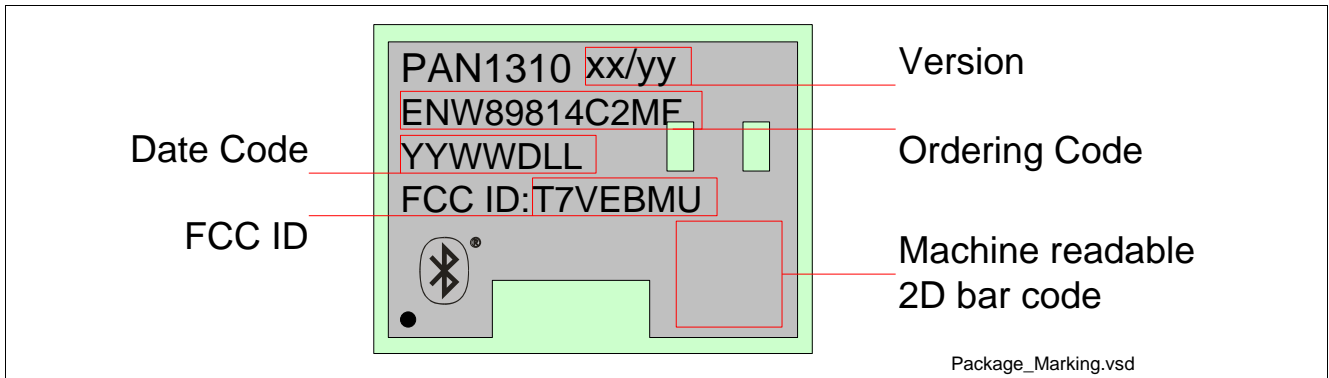 PAN1310 xx/yy
Version
ENW89814C2MF
Ordering Code
Date Code
YYWWDLL
FCC ID:T7VEBMU
FCC ID
®
Machine readable
2D bar code
Package_Marking.vsd